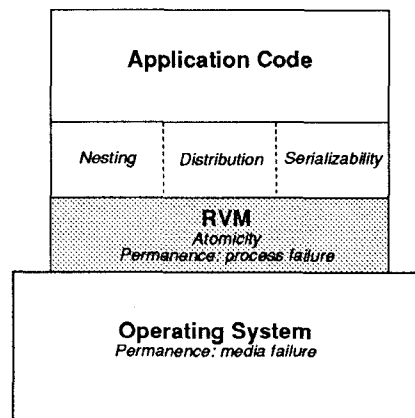 Application Code
Nesting Distribution Serializability
RVM
Atomicity
Permanence: process failure
Operating System
Permanence: media failure